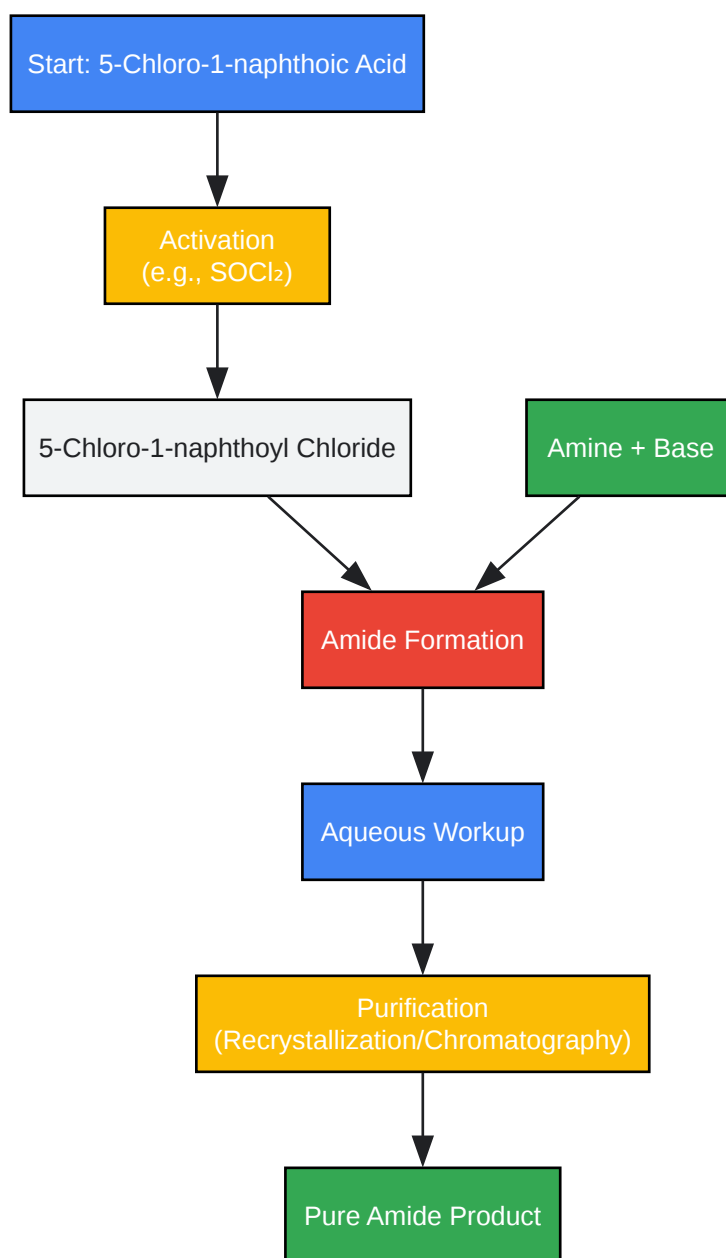 Start: 5-Chloro-1-naphthoic Acid
Activation
(e.g., SOCl₂)
5-Chloro-1-naphthoyl Chloride
Amine + Base
Amide Formation
Aqueous Workup
Purification
(Recrystallization/Chromatography)
Pure Amide Product